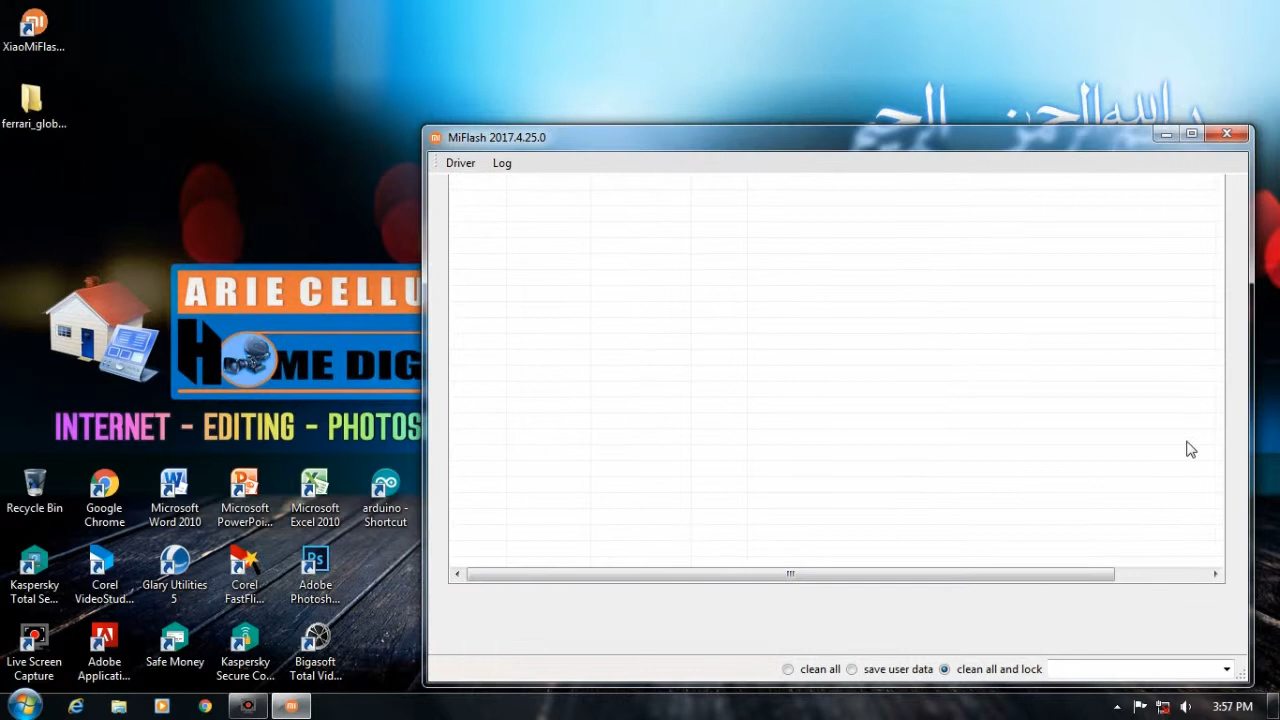 XiaoMiFlas...
ferrari_glob...
MiFlash 2017.4.25.0
Driver
Log
ARIE CELLU
HOME DIG
INTERNET - EDITING - PHOTOS
Recycle Bin
Google Chrome
Microsoft Word 2010
Microsoft PowerPoi...
Microsoft Excel 2010
arduino - Shortcut
Kaspersky Total Se...
Corel VideoStud...
Glary Utilities 5
Corel FastFli...
Adobe Photosh...
Live Screen Capture
Adobe Applicati...
Safe Money
Kaspersky Secure Co...
Bigasoft Total Vid...
clean all
save user data
clean all and lock
3:57 PM